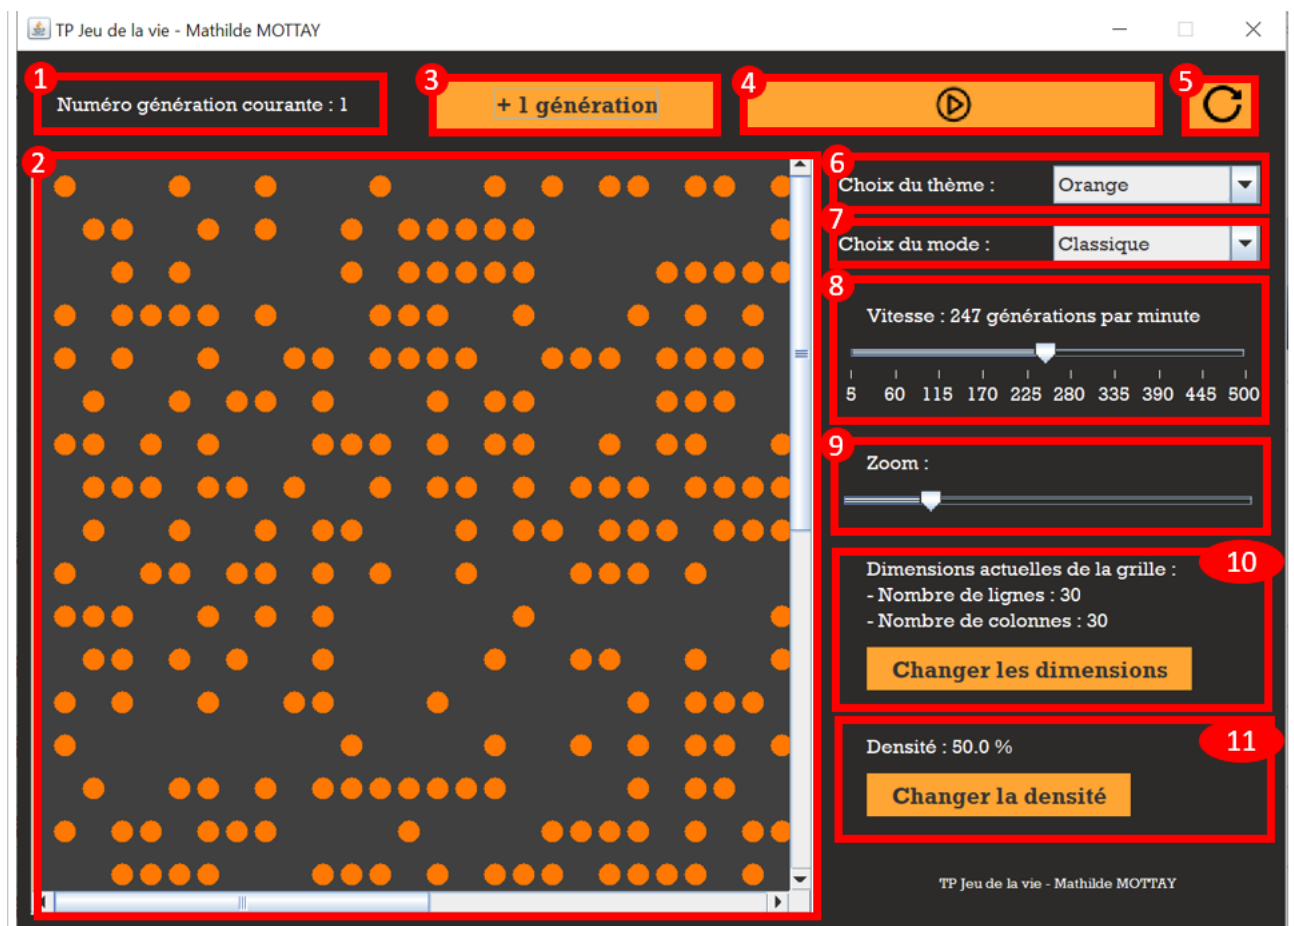 TP Jeu de la vie - Mathilde MOTTAY
1
Numéro génération courante : 1
3
+ 1 génération
4
5
2
6
Choix du thème :
Orange
7
Choix du mode :
Classique
8
Vitesse : 247 générations par minute
5 60 115 170 225 280 335 390 445 500
9
Zoom :
10
Dimensions actuelles de la grille :
- Nombre de lignes : 30
- Nombre de colonnes : 30
Changer les dimensions
11
Densité : 50.0 %
Changer la densité
TP Jeu de la vie - Mathilde MOTTAY